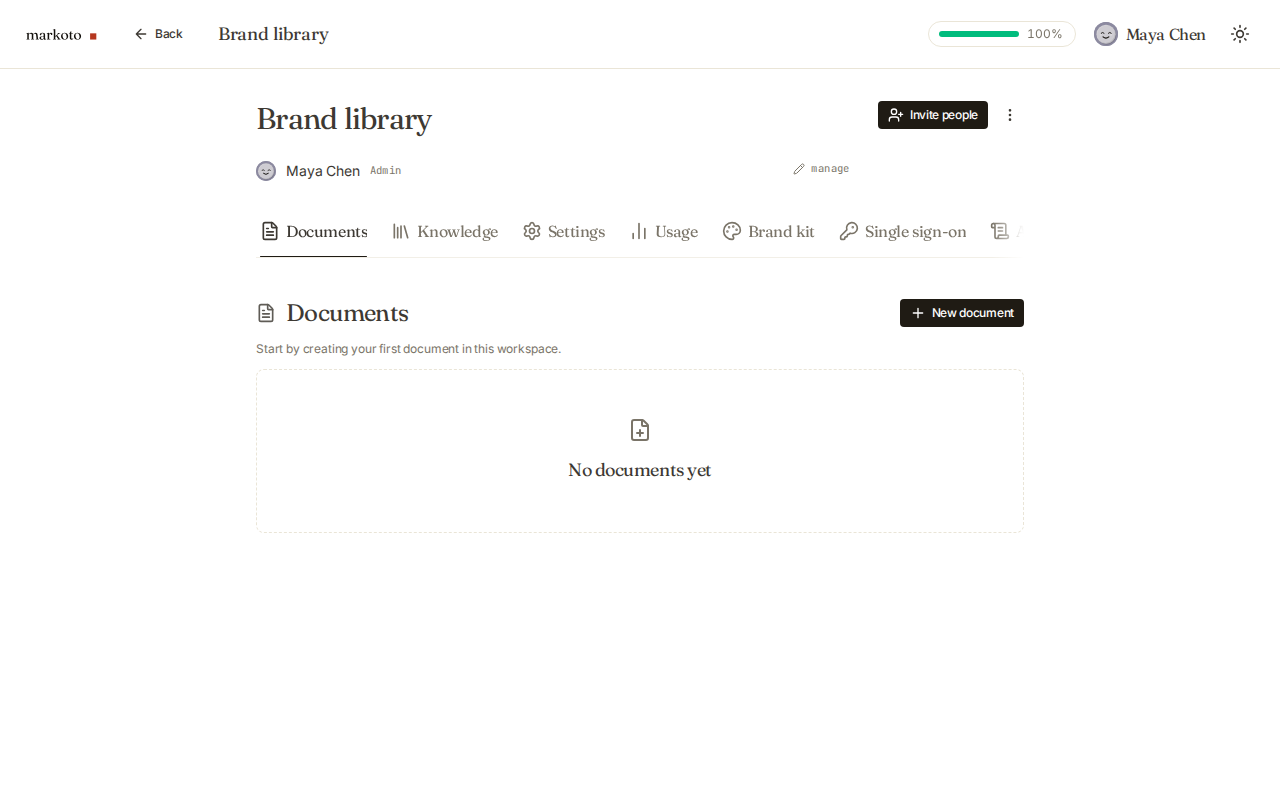 markoto
Back
Brand library
100%
Maya Chen
Brand library
Invite people
Maya Chen Admin
manage
Documents Knowledge Settings Usage Brand kit Single sign-on
Documents
New document
Start by creating your first document in this workspace.
No documents yet